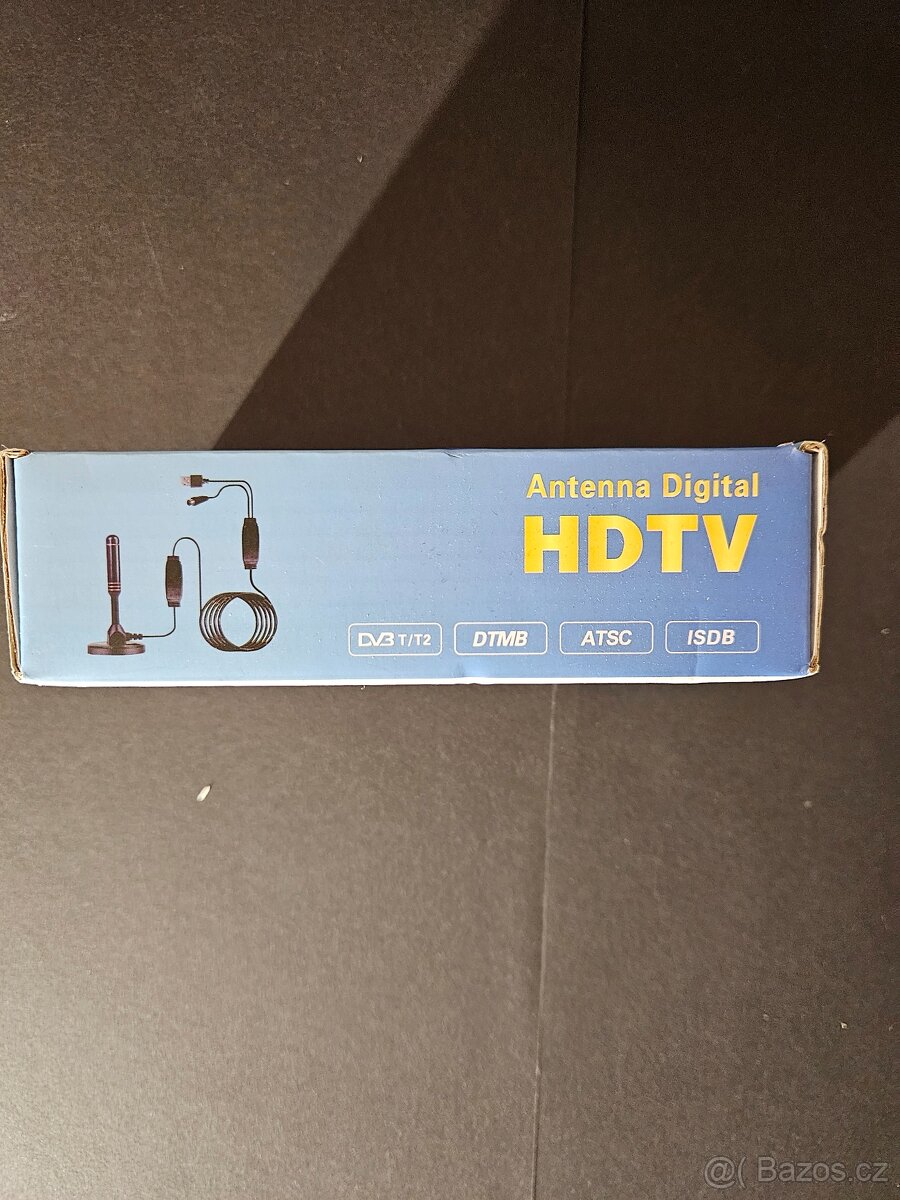 Antenna Digital
HDTV
DVB T/T2 DTMB ATSC ISDB
@( Bazos.cz